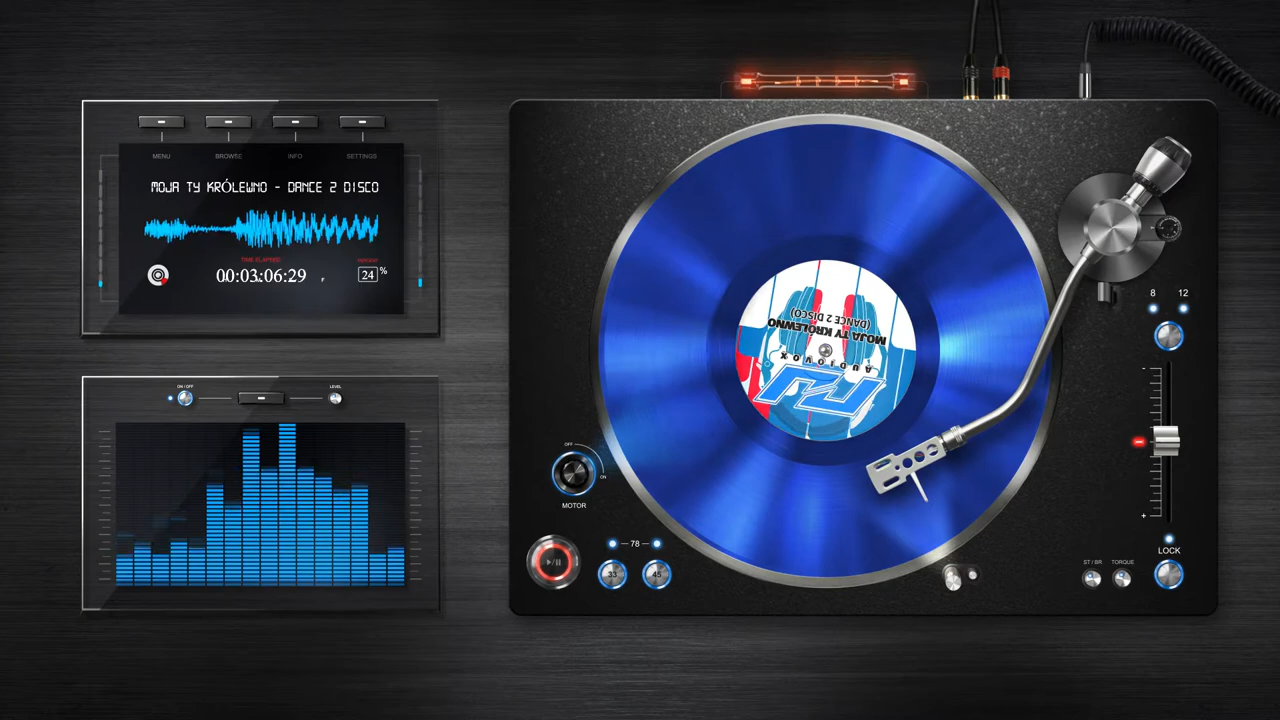 MENU BROWSE INFO SETTINGS
MOJA TY KRÓLEWNO - DANCE 2 DISCO
TIME ELAPSED
00:03:06:29 F
24 %
ON / OFF LEVEL
MOJA TY KRÓLEWNO
(DANCE 2 DISCO)
AUDIOVOX
OFF
ON
MOTOR
78
33 45
8 12
-
+
LOCK
ST / BR TORQUE